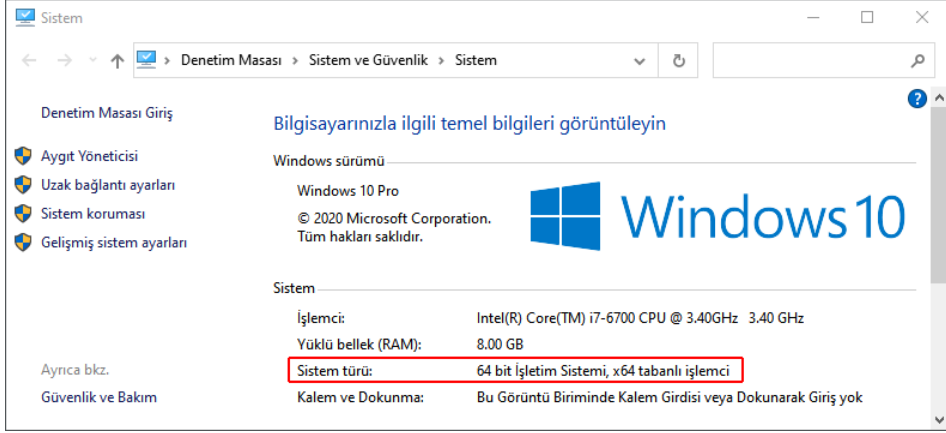 Sistem
Denetim Masası › Sistem ve Güvenlik › Sistem
Denetim Masası Giriş
Aygıt Yöneticisi
Uzak bağlantı ayarları
Sistem koruması
Gelişmiş sistem ayarları
Ayrıca bkz.
Güvenlik ve Bakım
Bilgisayarınızla ilgili temel bilgileri görüntüleyin
Windows sürümü
Windows 10 Pro
© 2020 Microsoft Corporation.
Tüm hakları saklıdır.
Windows 10
Sistem
İşlemci: Intel(R) Core(TM) i7-6700 CPU @ 3.40GHz 3.40 GHz
Yüklü bellek (RAM): 8.00 GB
Sistem türü: 64 bit İşletim Sistemi, x64 tabanlı işlemci
Kalem ve Dokunma: Bu Görüntü Biriminde Kalem Girdisi veya Dokunarak Giriş yok